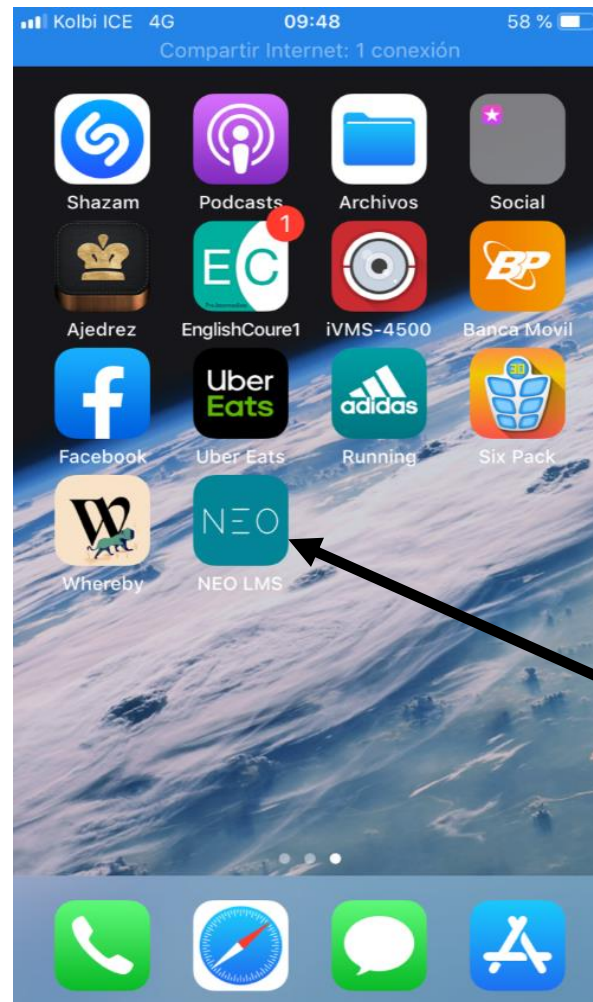 Kolbi ICE 4G 09:48 58 %
Compartir Internet: 1 conexión
Shazam Podcasts Archivos Social
1
EC
BP
Ajedrez EnglishCoure1 iVMS-4500 Banca Movil
Uber
Eats
adidas
3D
Facebook Uber Eats Running Six Pack
W
NEO
Whereby NEO LMS